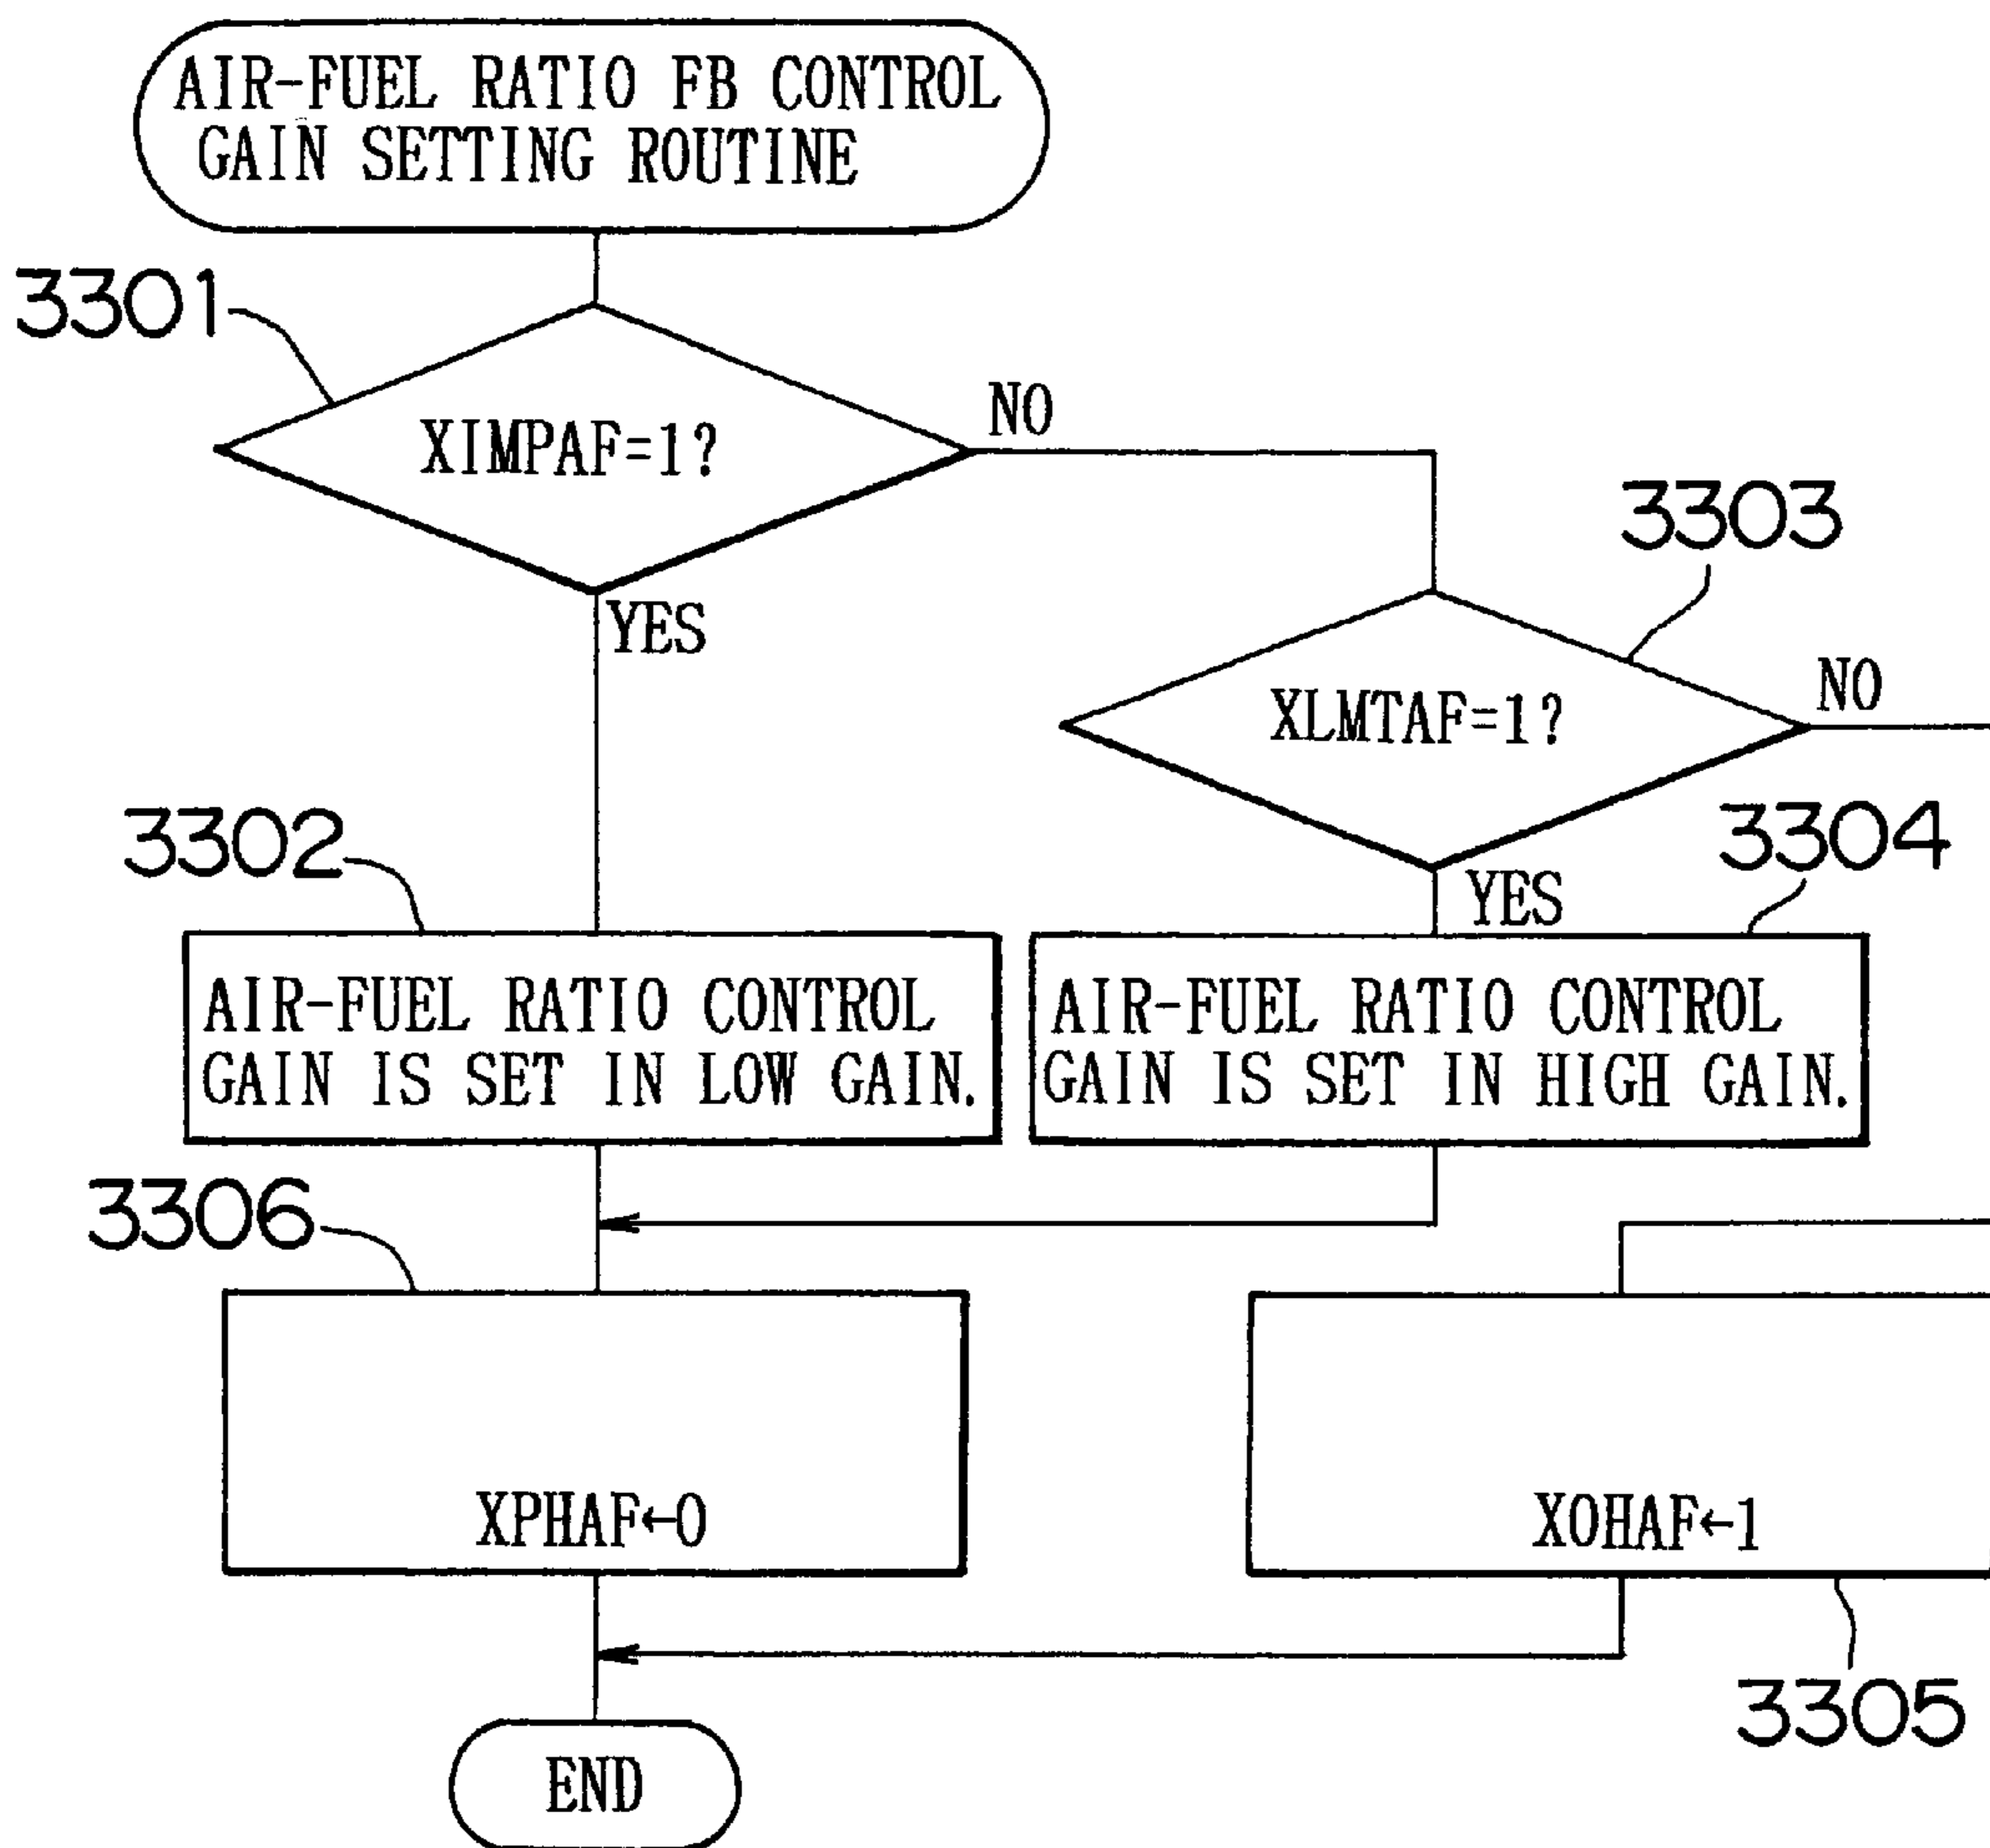 AIR-FUEL RATIO FB CONTROL
GAIN SETTING ROUTINE
3301
XIMPAF=1?
NO
YES
3303
XLMTAF=1?
NO
YES
3302
3304
AIR-FUEL RATIO CONTROL
GAIN IS SET IN LOW GAIN.
AIR-FUEL RATIO CONTROL
GAIN IS SET IN HIGH GAIN.
3306
XPHAF←0
XOHAF←1
3305
END